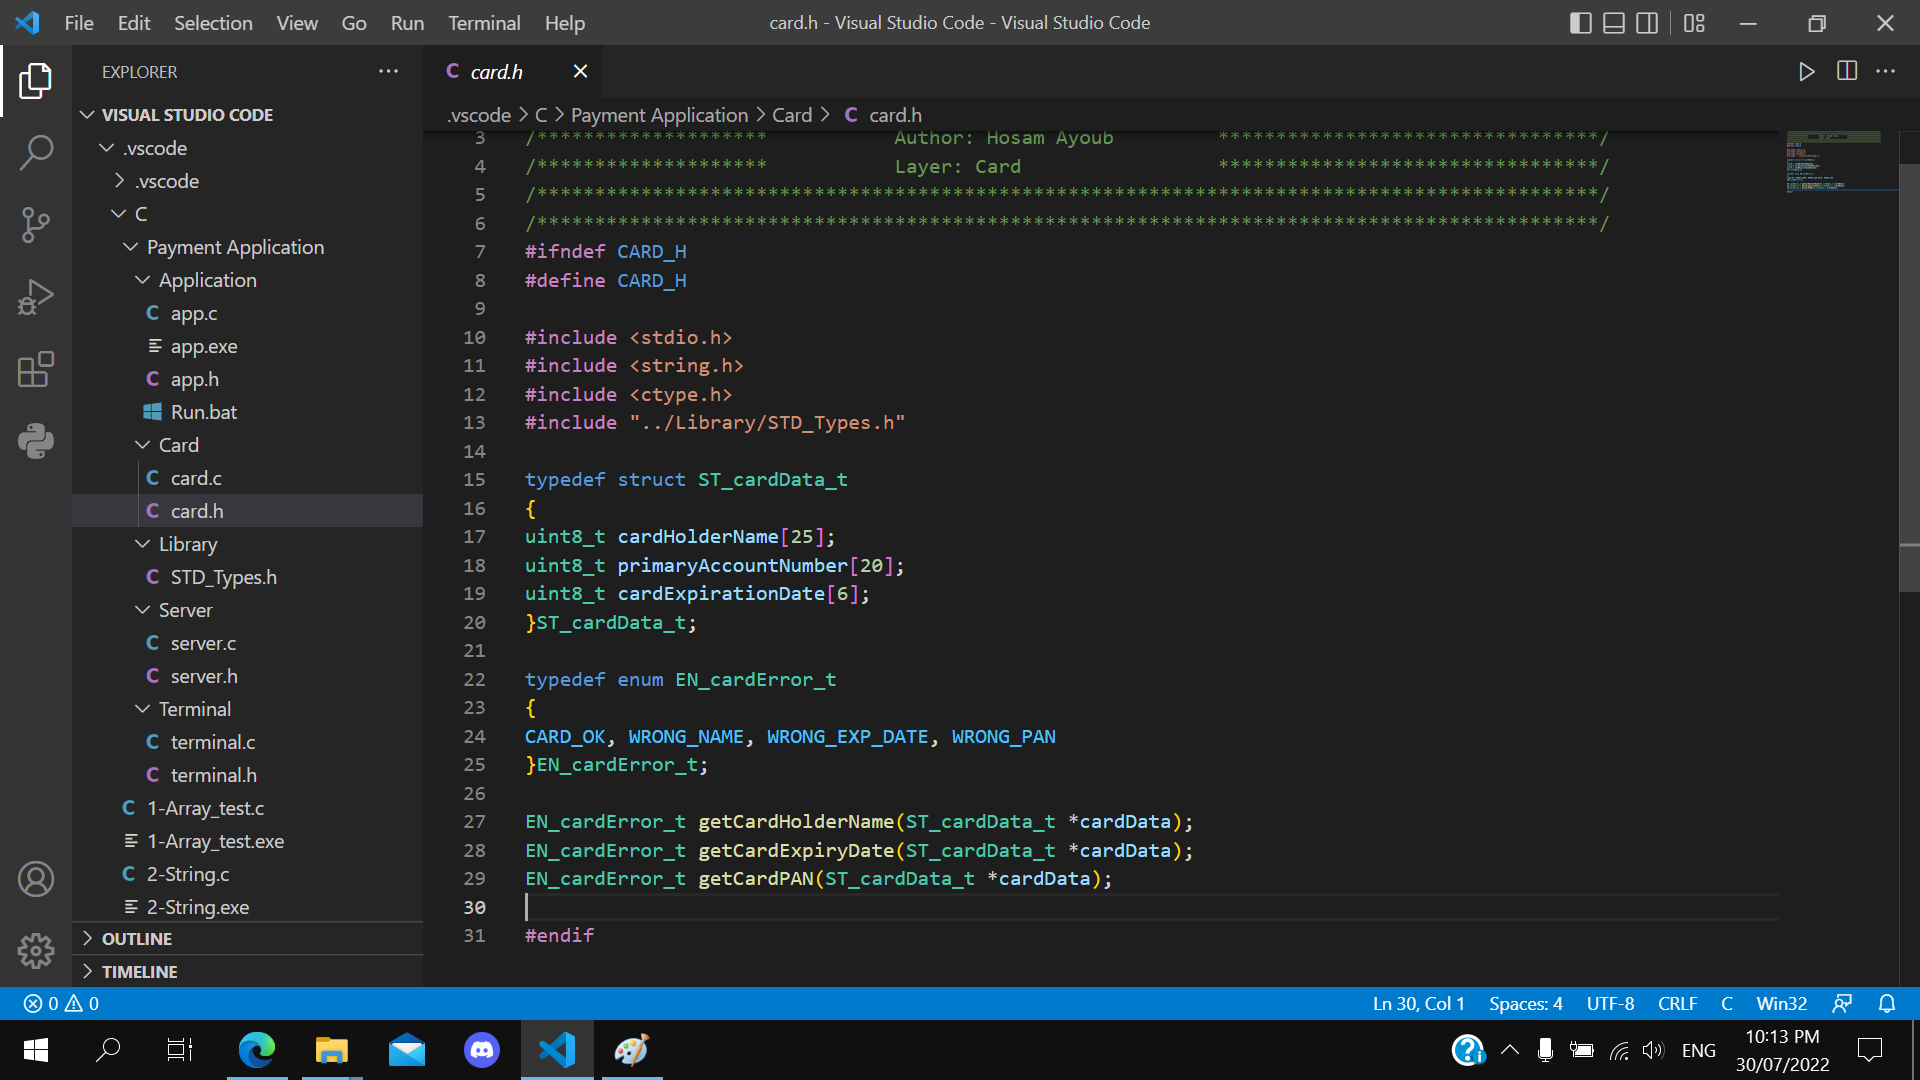 File Edit Selection View Go Run Terminal Help
card.h - Visual Studio Code - Visual Studio Code
EXPLORER
VISUAL STUDIO CODE
.vscode
.vscode
C
Payment Application
Application
C app.c
app.exe
C app.h
Run.bat
Card
C card.c
C card.h
Library
C STD_Types.h
Server
C server.c
C server.h
Terminal
C terminal.c
C terminal.h
C 1-Array_test.c
1-Array_test.exe
C 2-String.c
2-String.exe
OUTLINE
TIMELINE
C card.h
.vscode > C > Payment Application > Card > C card.h
3 /******************** Author: Hosam Ayoub *********************************/
4 /******************** Layer: Card *********************************/
5 /********************************************************************************************/
6 /********************************************************************************************/
7 #ifndef CARD_H
8 #define CARD_H
9
10 #include <stdio.h>
11 #include <string.h>
12 #include <ctype.h>
13 #include "../Library/STD_Types.h"
14
15 typedef struct ST_cardData_t
16 {
17 uint8_t cardHolderName[25];
18 uint8_t primaryAccountNumber[20];
19 uint8_t cardExpirationDate[6];
20 }ST_cardData_t;
21
22 typedef enum EN_cardError_t
23 {
24 CARD_OK, WRONG_NAME, WRONG_EXP_DATE, WRONG_PAN
25 }EN_cardError_t;
26
27 EN_cardError_t getCardHolderName(ST_cardData_t *cardData);
28 EN_cardError_t getCardExpiryDate(ST_cardData_t *cardData);
29 EN_cardError_t getCardPAN(ST_cardData_t *cardData);
30
31 #endif
0 0
Ln 30, Col 1 Spaces: 4 UTF-8 CRLF C Win32
ENG
10:13 PM
30/07/2022